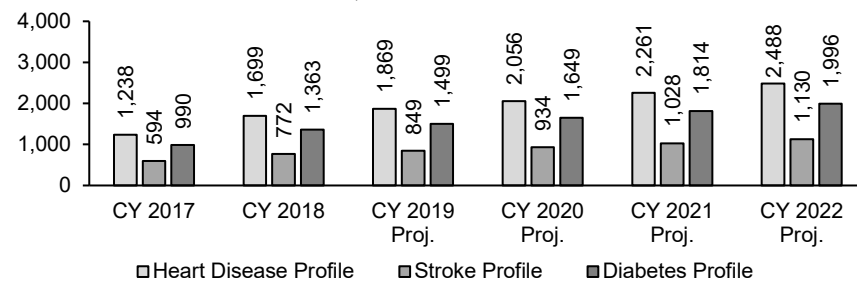 4,000
3,000
2,000
1,000
0
1,238
594
990
1,699
772
1,363
1,869
849
1,499
2,056
934
1,649
2,261
1,028
1,814
2,488
1,130
1,996
CY 2017
CY 2018
CY 2019
Proj.
CY 2020
Proj.
CY 2021
Proj.
CY 2022
Proj.
Heart Disease Profile
Stroke Profile
Diabetes Profile